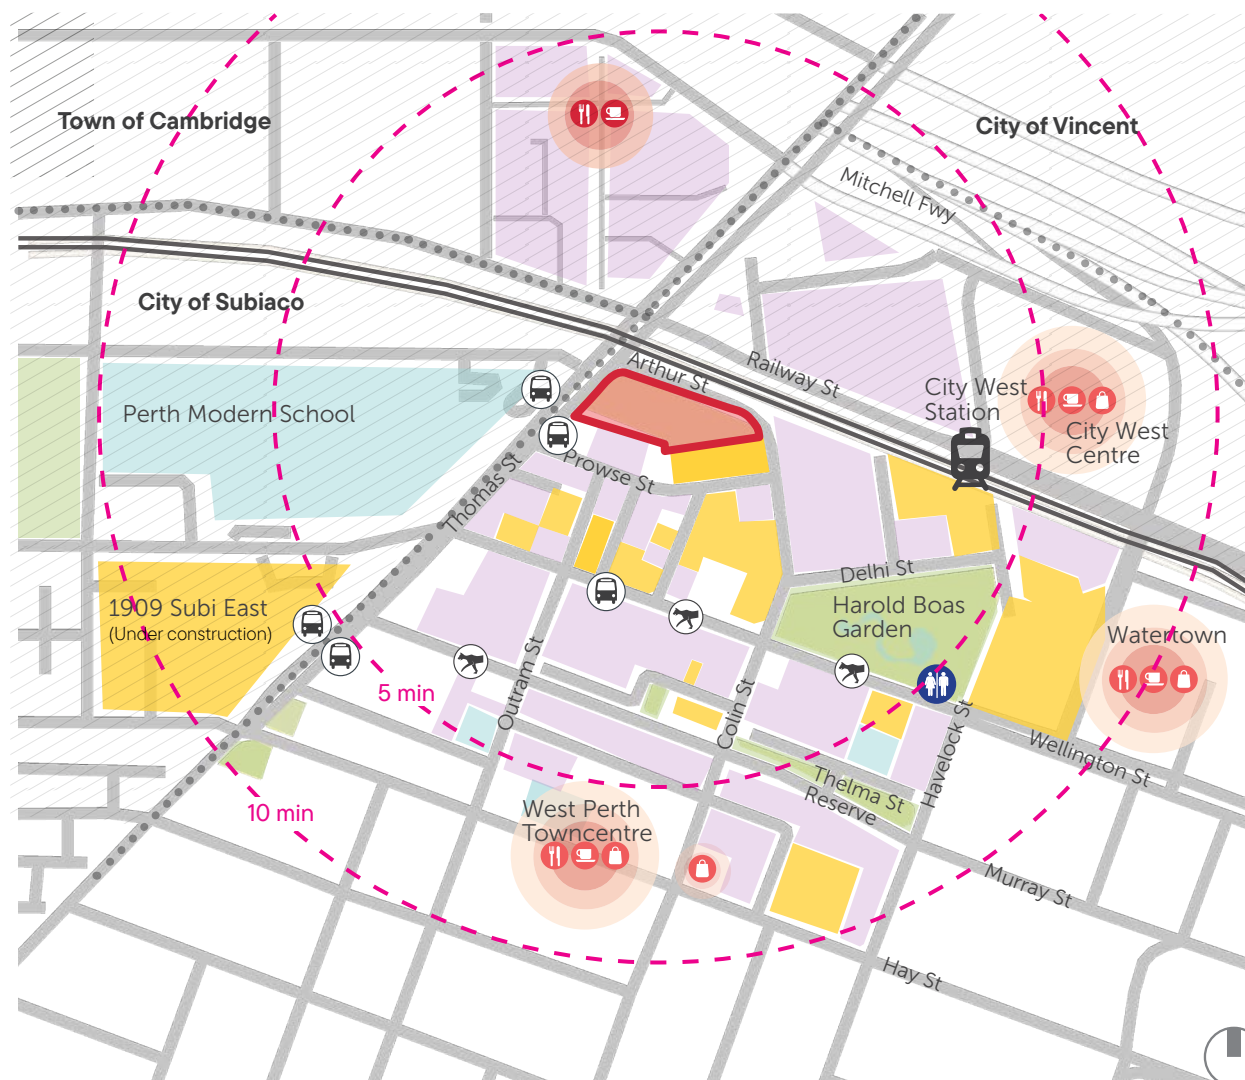 Town of Cambridge
City of Vincent
Mitchell Fwy
City of Subiaco
Arthur St
Railway St
City West
Station
Perth Modern School
City West
Centre
Prowse St
Thomas St
Delhi St
1909 Subi East
(Under construction)
Harold Boas
Garden
Watertown
Outram St
5 min
Colin St
Havelock St
Wellington St
Thelma St
Reserve
10 min
West Perth
Towncentre
Murray St
Hay St